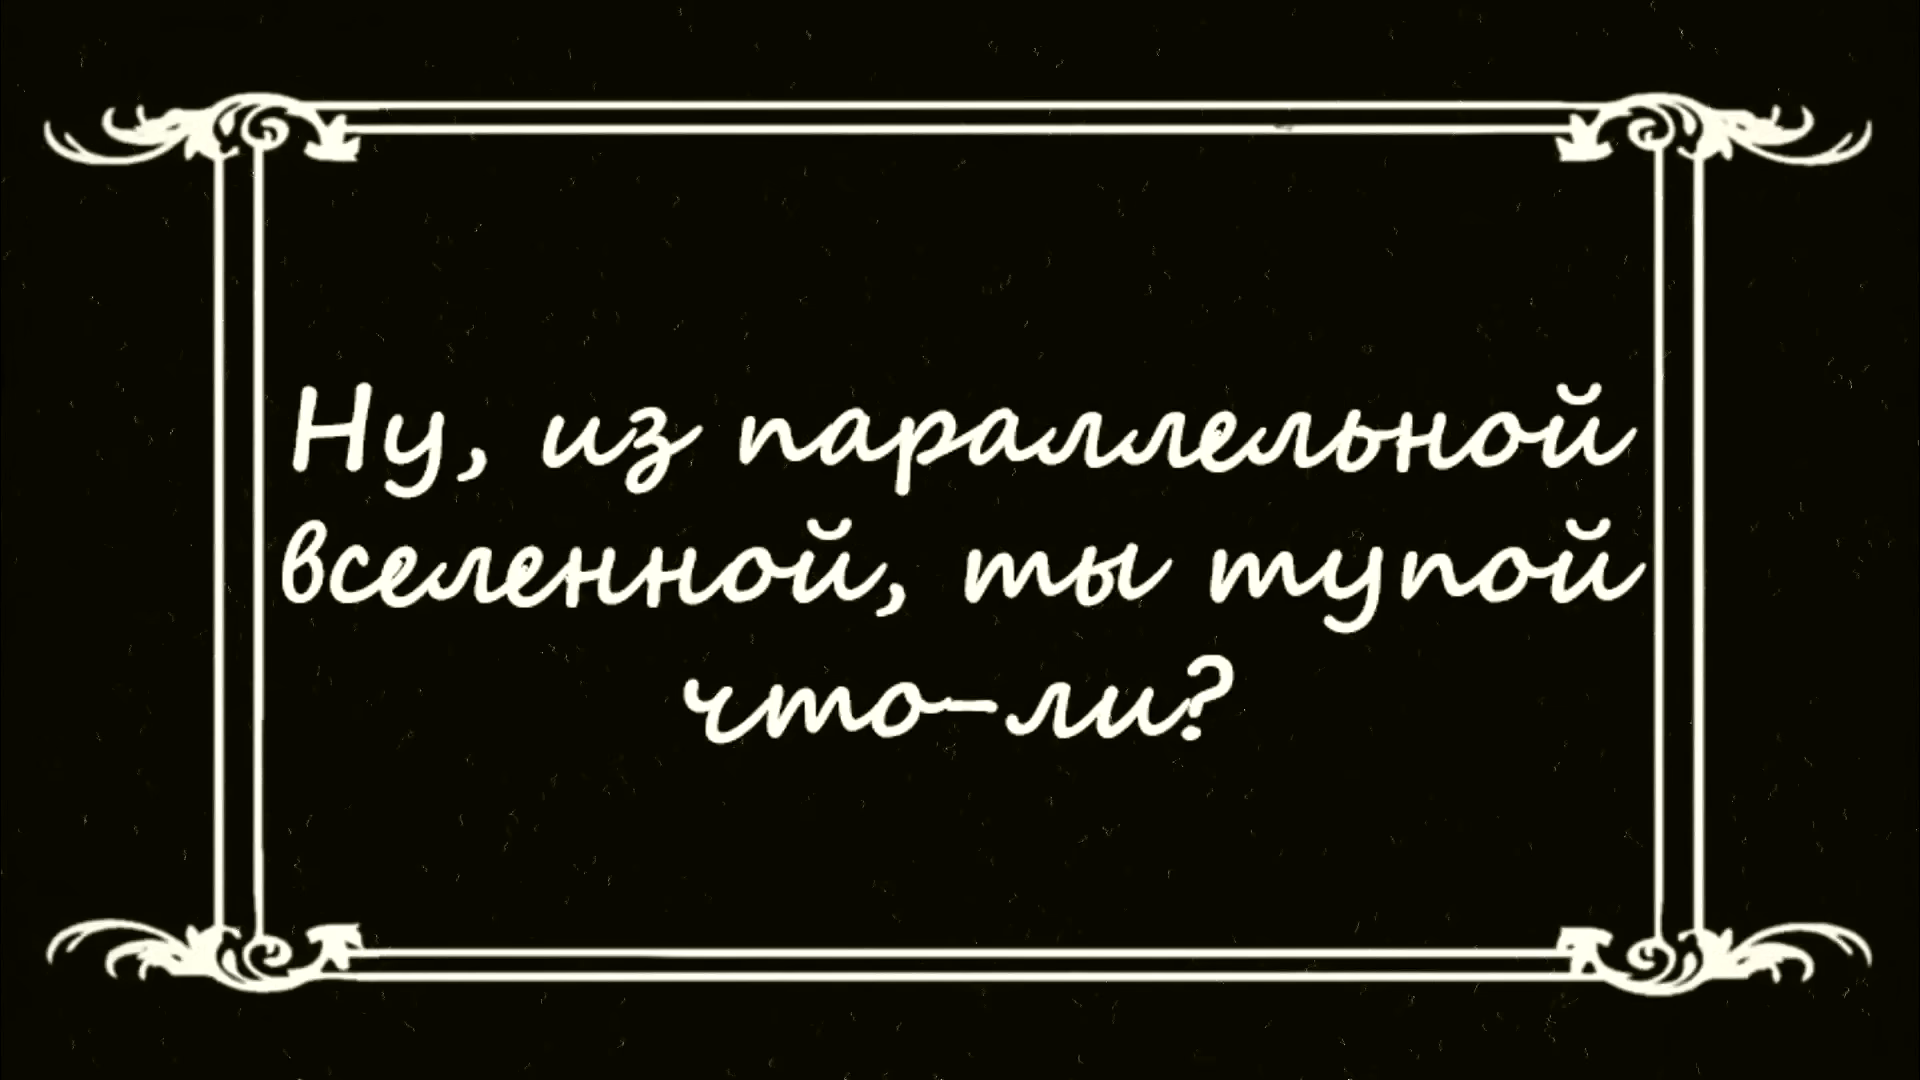 Ну, из параллельной
вселенной, ты тупой
что-ли?